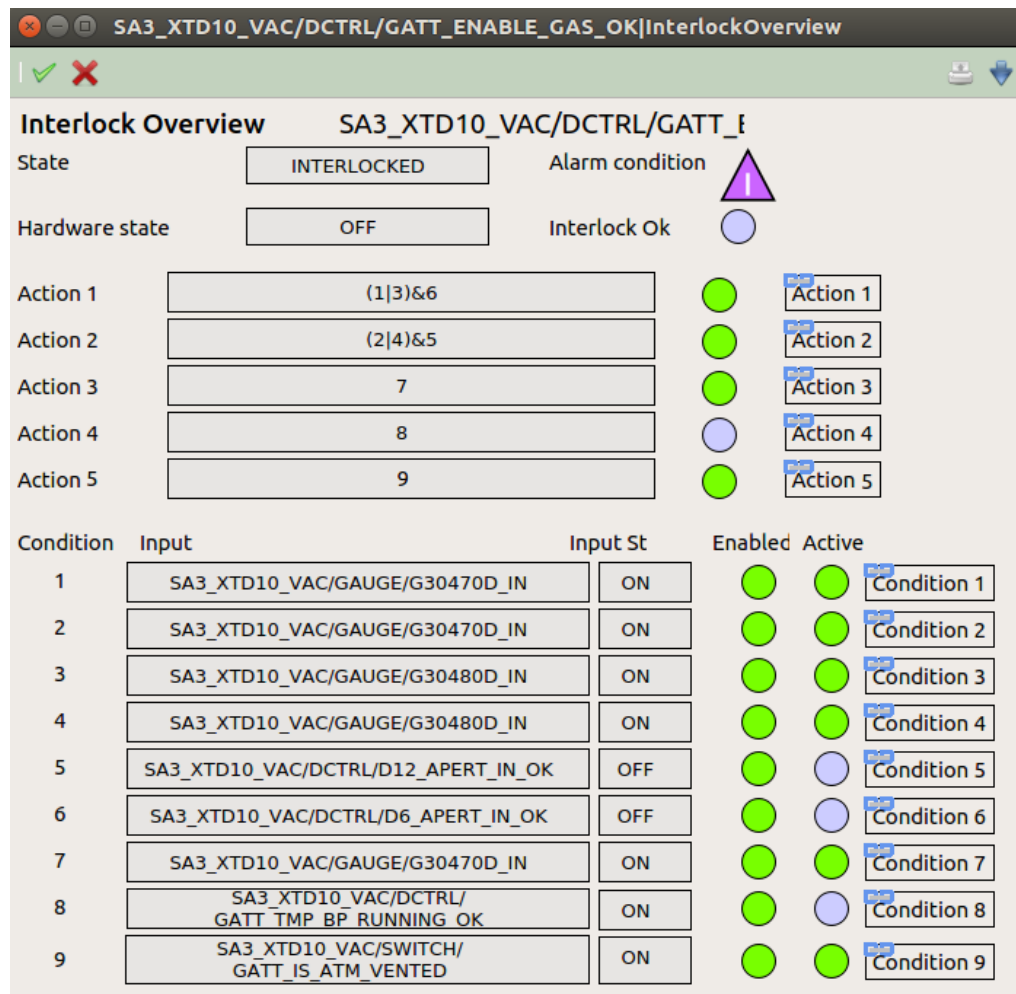 SA3_XTD10_VAC/DCTRL/GATT_ENABLE_GAS_OK|InterlockOverview
Interlock Overview SA3_XTD10_VAC/DCTRL/GATT_E
State INTERLOCKED Alarm condition
Hardware state OFF Interlock Ok
Action 1 (1|3)&6 Action 1
Action 2 (2|4)&5 Action 2
Action 3 7 Action 3
Action 4 8 Action 4
Action 5 9 Action 5
Condition Input Input St Enabled Active
1 SA3_XTD10_VAC/GAUGE/G30470D_IN ON Condition 1
2 SA3_XTD10_VAC/GAUGE/G30470D_IN ON Condition 2
3 SA3_XTD10_VAC/GAUGE/G30480D_IN ON Condition 3
4 SA3_XTD10_VAC/GAUGE/G30480D_IN ON Condition 4
5 SA3_XTD10_VAC/DCTRL/D12_APERT_IN_OK OFF Condition 5
6 SA3_XTD10_VAC/DCTRL/D6_APERT_IN_OK OFF Condition 6
7 SA3_XTD10_VAC/GAUGE/G30470D_IN ON Condition 7
SA3_XTD10_VAC/DCTRL/
8 GATT_TMP_BP_RUNNING_OK ON Condition 8
SA3_XTD10_VAC/SWITCH/
9 GATT_IS_ATM_VENTED ON Condition 9